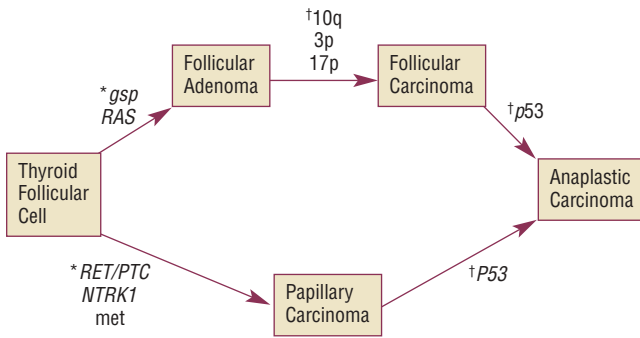 †10q
3p
17p
Follicular
Adenoma
Follicular
Carcinoma
*gsp
RAS
†p53
Thyroid
Follicular
Cell
Anaplastic
Carcinoma
*RET/PTC
NTRK1
met
Papillary
Carcinoma
†P53